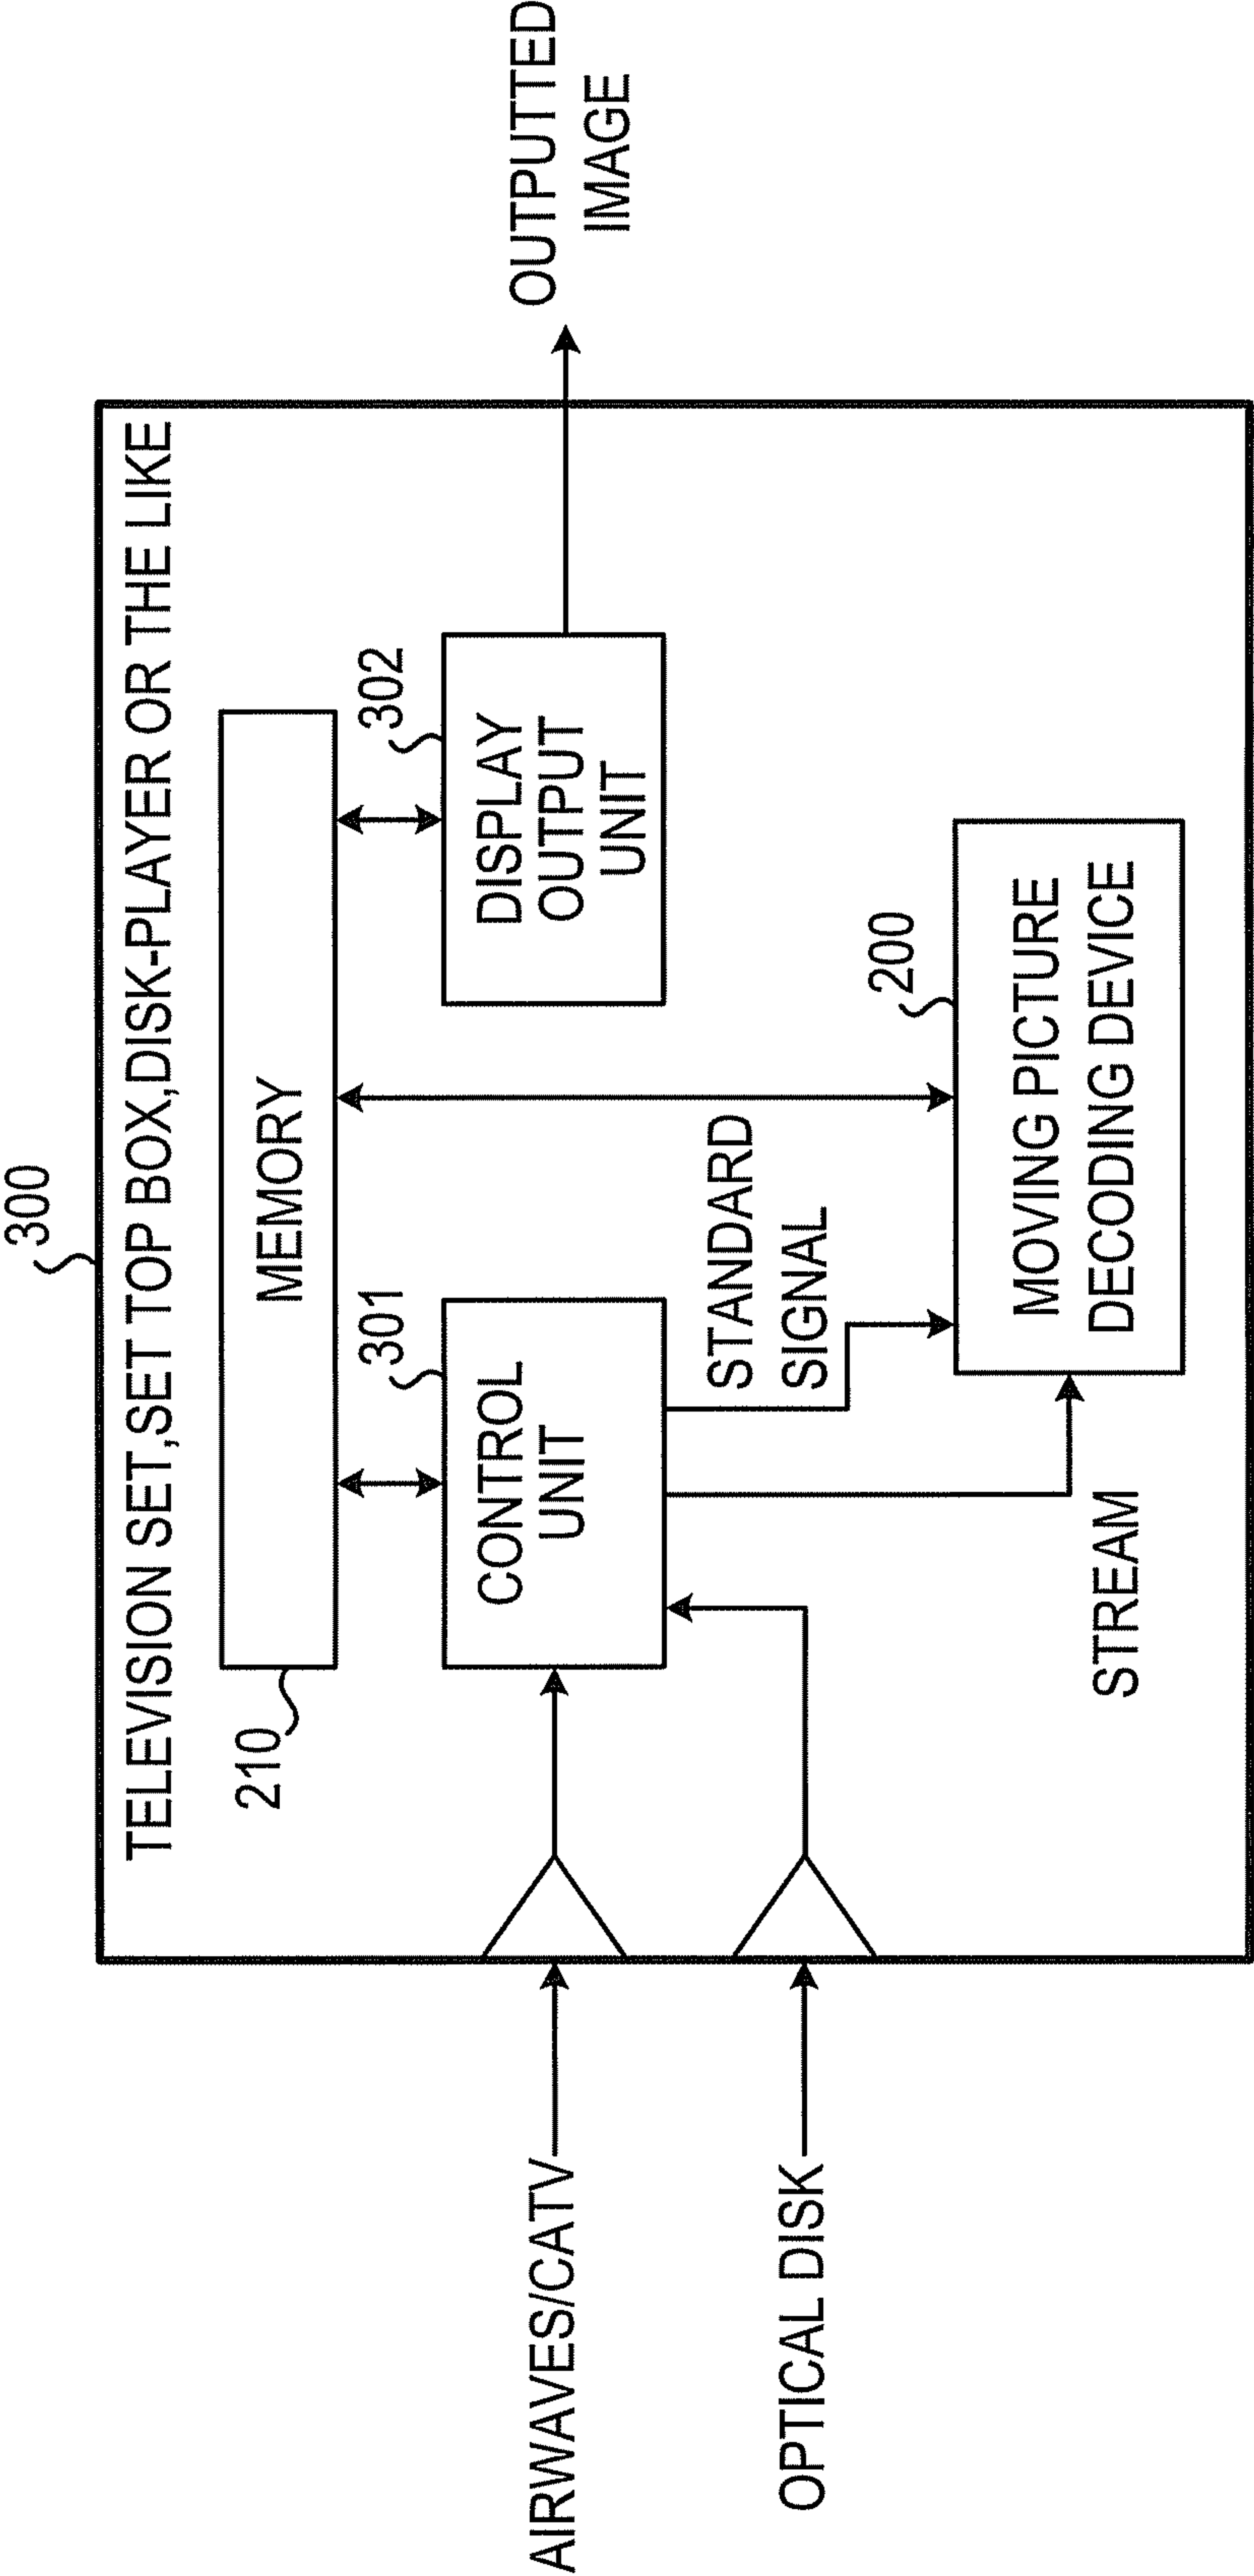 300
TELEVISION SET,SET TOP BOX,DISK-PLAYER OR THE LIKE
210
MEMORY
301
302
CONTROL
UNIT
DISPLAY
OUTPUT
UNIT
OUTPUTTED
IMAGE
AIRWAVES/CATV
STANDARD
SIGNAL
OPTICAL DISK
200
MOVING PICTURE
DECODING DEVICE
STREAM